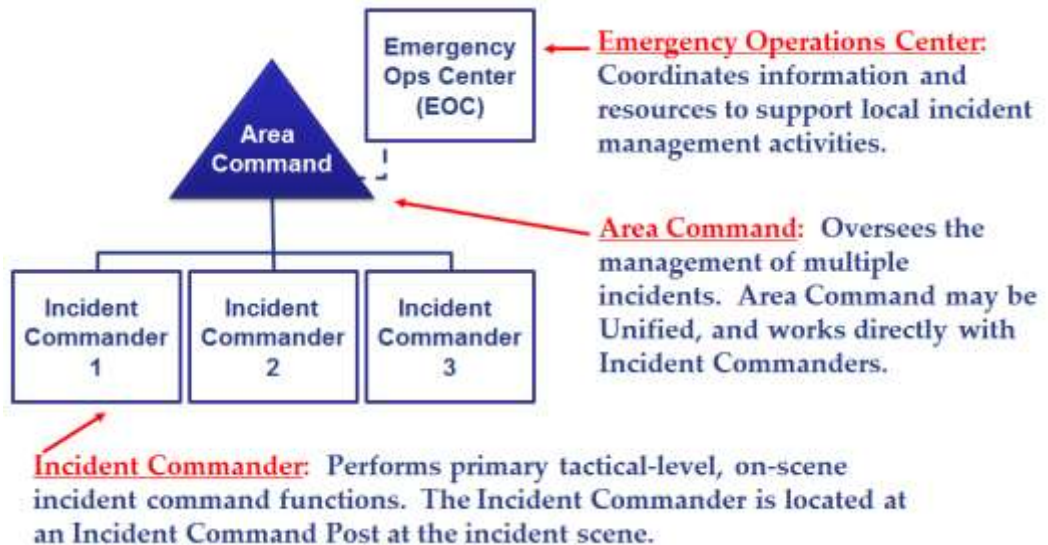 Emergency
Ops Center
(EOC)
Emergency Operations Center:
Coordinates information and
resources to support local incident
management activities.
Area
Command
Area Command:  Oversees the
management of multiple
incidents.  Area Command may be
Unified, and works directly with
Incident Commanders.
Incident
Commander
1
Incident
Commander
2
Incident
Commander
3
Incident Commander:  Performs primary tactical-level, on-scene
incident command functions.  The Incident Commander is located at
an Incident Command Post at the incident scene.